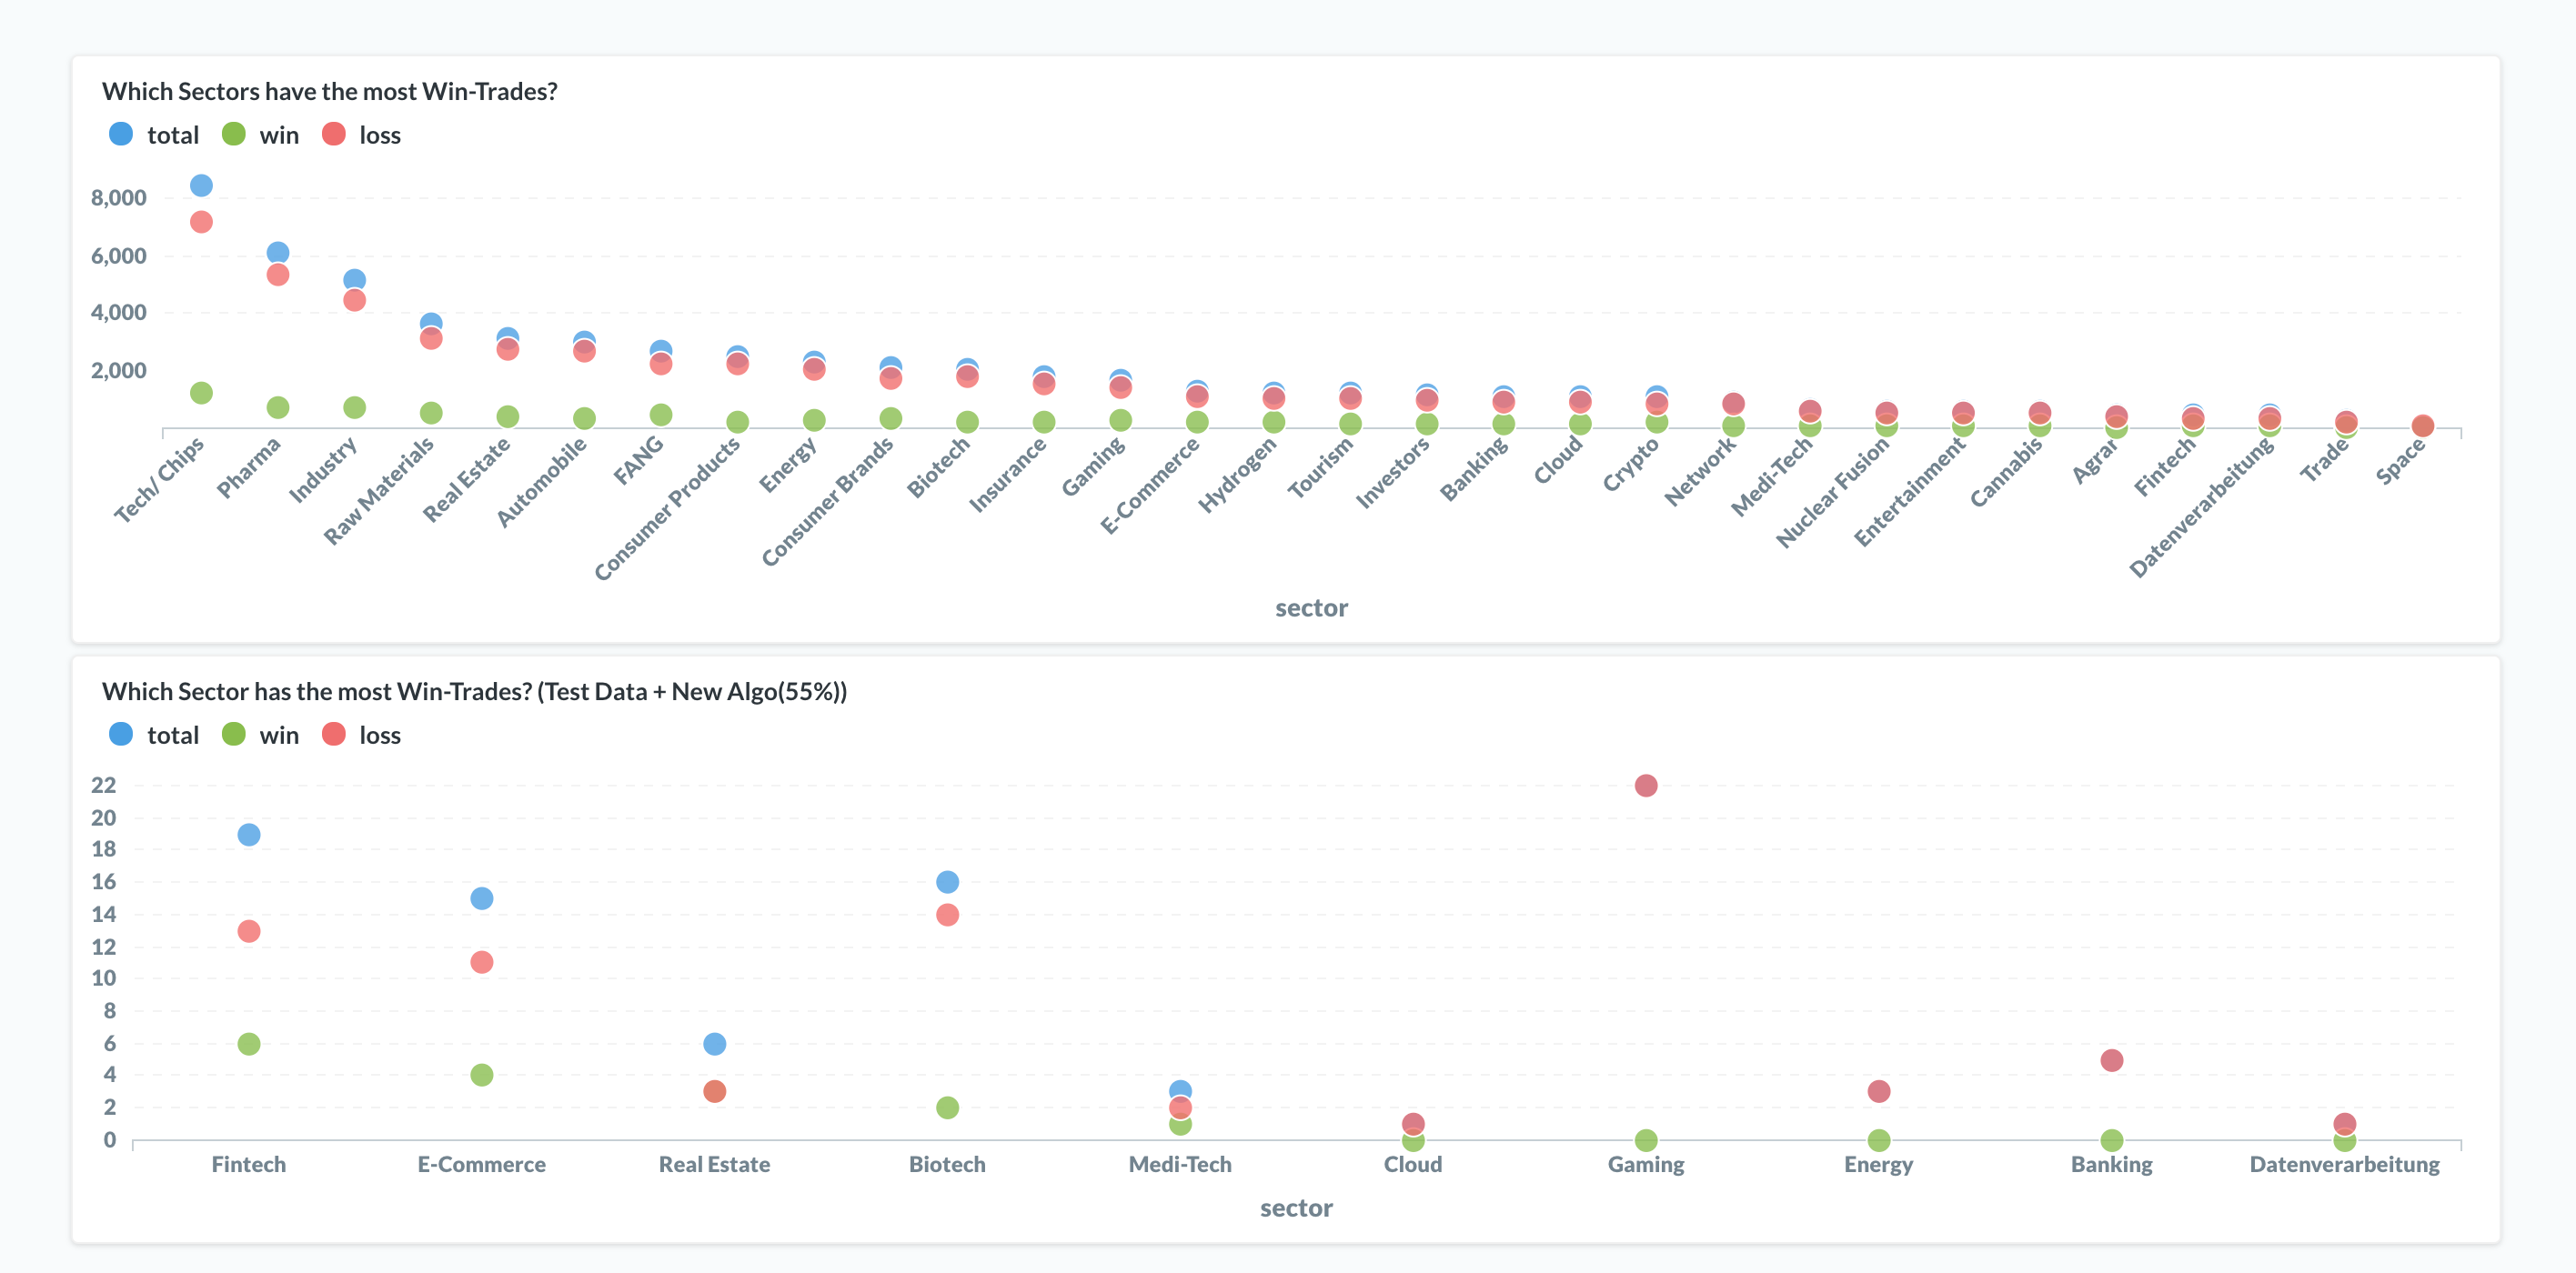 Which Sectors have the most Win-Trades?
total win loss
8,000
6,000
4,000
2,000
Tech/ Chips
Pharma
Industry
Raw Materials
Real Estate
Automobile
FANG
Consumer Products
Energy
Consumer Brands
Biotech
Insurance
Gaming
E-Commerce
Hydrogen
Tourism
Investors
Banking
Cloud
Crypto
Network
Medi-Tech
Nuclear Fusion
Entertainment
Cannabis
Agrar
Fintech
Datenverarbeitung
Trade
Space
sector
Which Sector has the most Win-Trades? (Test Data + New Algo(55%))
total win loss
22
20
18
16
14
12
10
8
6
4
2
0
Fintech E-Commerce Real Estate Biotech Medi-Tech Cloud Gaming Energy Banking Datenverarbeitung
sector